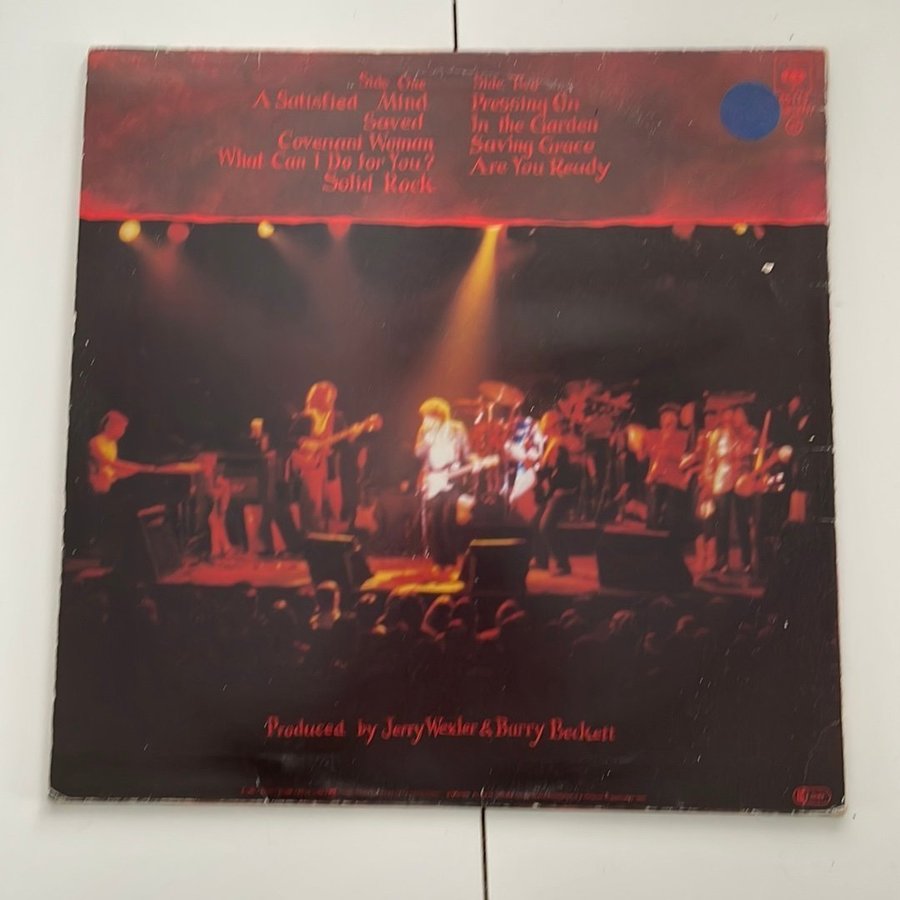 Side One
A Satisfied Mind
Saved
Covenant Woman
What Can I Do for You?
Solid Rock
Side Two
Pressing On
In the Garden
Saving Grace
Are You Ready
Produced by Jerry Wexler & Barry Beckett